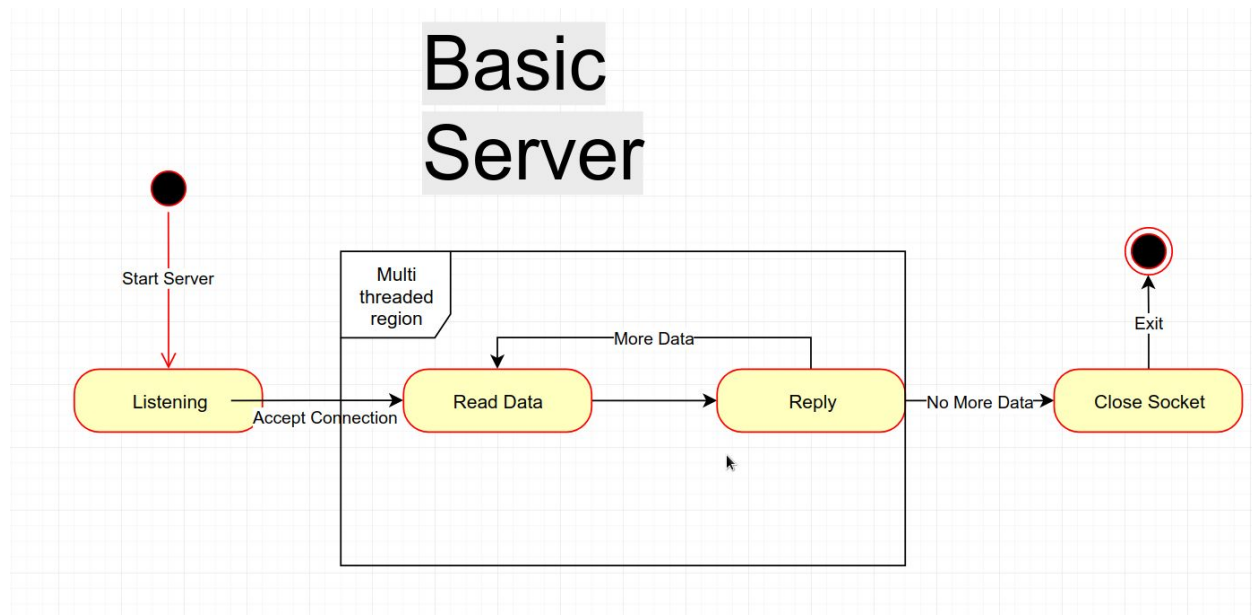 Basic
Server
Start Server
Multi
threaded
region
More Data
Exit
Listening
Accept Connection
Read Data
Reply
No More Data
Close Socket